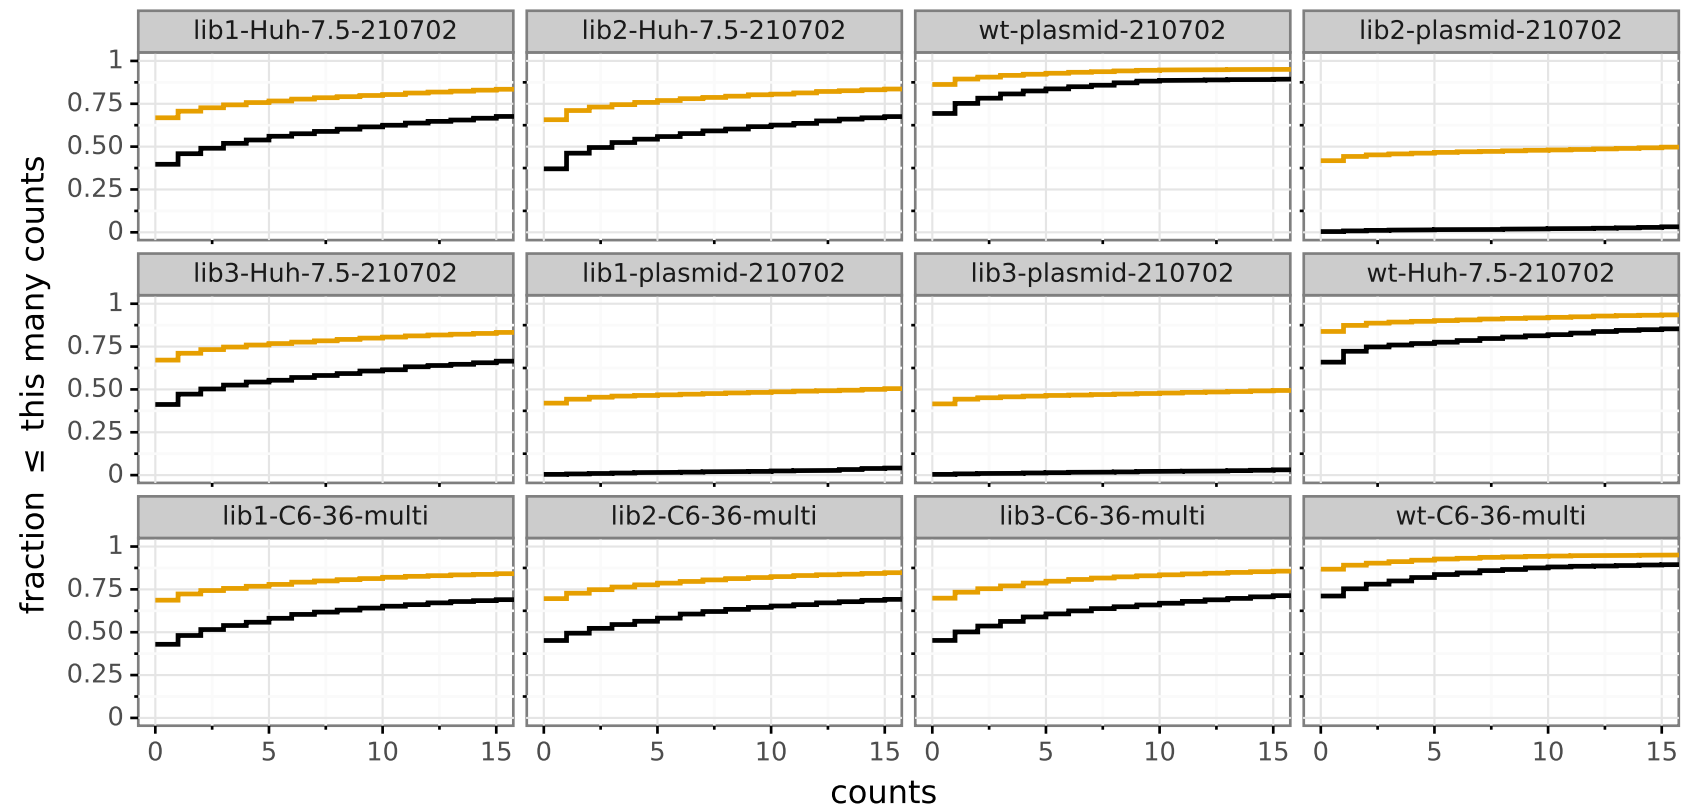 lib1-Huh-7.5-210702 lib2-Huh-7.5-210702 wt-plasmid-210702 lib2-plasmid-210702
1
0.75
0.50
0.25
0
lib3-Huh-7.5-210702 lib1-plasmid-210702 lib3-plasmid-210702 wt-Huh-7.5-210702
1
0.75
0.50
0.25
0
lib1-C6-36-multi lib2-C6-36-multi lib3-C6-36-multi wt-C6-36-multi
1
0.75
0.50
0.25
0
0 5 10 15 0 5 10 15 0 5 10 15 0 5 10 15
counts
fraction ≤ this many counts